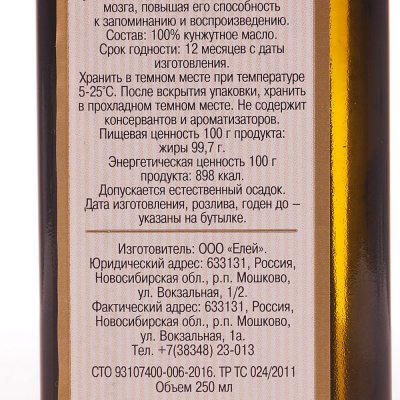 мозга, повышая его способность
к запоминанию и воспроизведению.
Состав: 100% кунжутное масло.
Срок годности: 12 месяцев с даты
изготовления.
Хранить в темном месте при температуре
5-25°С. После вскрытия упаковки, хранить
в прохладном темном месте. Не содержит
консервантов и ароматизаторов.
Пищевая ценность 100 г продукта:
жиры 99,7 г.
Энергетическая ценность 100 г
продукта: 898 ккал.
Допускается естественный осадок.
Дата изготовления, розлива, годен до –
указаны на бутылке.
Изготовитель: ООО «Елей».
Юридический адрес: 633131, Россия,
Новосибирская обл., р.п. Мошково,
ул. Вокзальная, 1/2.
Фактический адрес: 633131, Россия,
Новосибирская обл., р.п. Мошково,
ул. Вокзальная, 1а.
Тел. +7(38348) 23-013
СТО 93107400-006-2016. ТР ТС 024/2011
Объем 250 мл